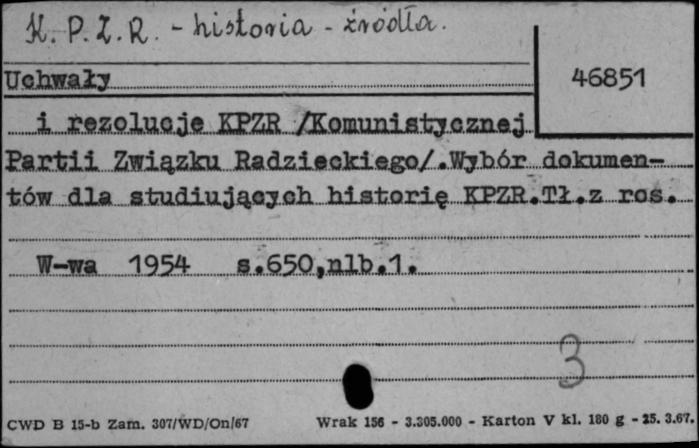 K.P.Z.R. - historia - źródła.
Uchwały
46851
i rezolucje KPZR /Komunistycznej
Partii Związku Radzieckiego/.Wybór dokumen-
tów dla studiujących historię KPZR.Tł.z ros.
W-wa 1954 s.650,nlb.1.
3
CWD B 15-b Zam. 307/WD/On/67 Wrak 156 - 3.305.000 - Karton V kl. 180 g - 25.3.67.